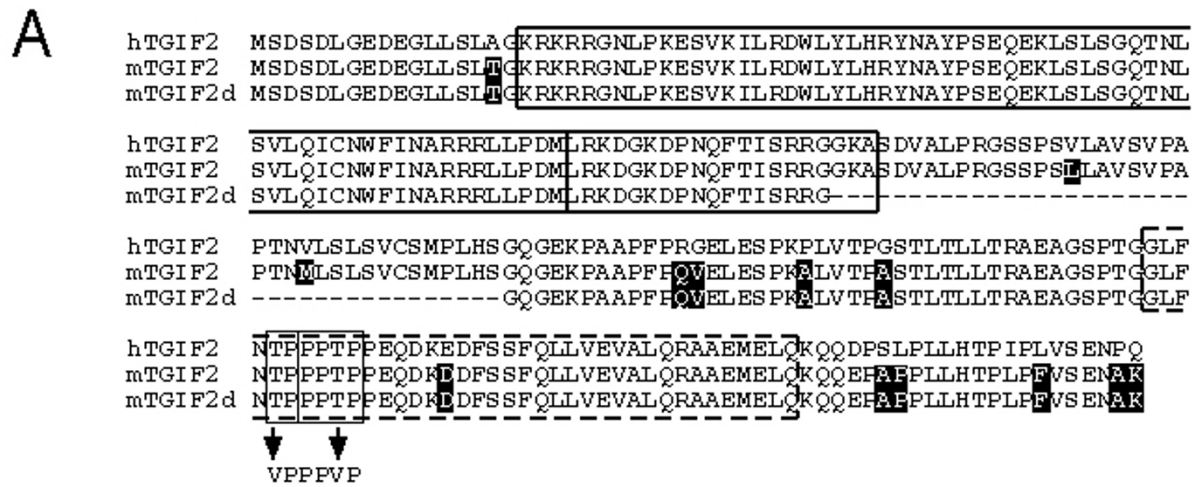 A
hTGIF2 MSDSDLGEDEGLLSLAGKRKRRGNLPKESVKILRDWLYLHRYNAYPSEQEKLSLSGQTNL
mTGIF2 MSDSDLGEDEGLLSLTGKRKRRGNLPKESVKILRDWLYLHRYNAYPSEQEKLSLSGQTNL
mTGIF2d MSDSDLGEDEGLLSLTGKRKRRGNLPKESVKILRDWLYLHRYNAYPSEQEKLSLSGQTNL
hTGIF2 SVLQICNWFINARRRLLPDMLRKDGKDPNQFTISRRGGKASDVALPRGSSPSVLAVSVPA
mTGIF2 SVLQICNWFINARRRLLPDMLRKDGKDPNQFTISRRGGKASDVALPRGSSPSLLAVSVPA
mTGIF2d SVLQICNWFINARRRLLPDMLRKDGKDPNQFTISRRG-----------------------
hTGIF2 PTNVLSLSVCSMPLHSGQGEKPAAPFPRGELESPKPLVTPGSTLTLLTRAEAGSPTGGLF
mTGIF2 PTNMLSLSVCSMPLHSGQGEKPAAPFPQVELESPKALVTPASTLTLLTRAEAGSPTGGLF
mTGIF2d ----------------GQGEKPAAPFPQVELESPKALVTPASTLTLLTRAEAGSPTGGLF
hTGIF2 NTPPPTPPEQDKEDFSSFQLLVEVALQRAAEMELQKQQDPSLPLLHTPIPLVSENPQ
mTGIF2 NTPPPTPPEQDKDDFSSFQLLVEVALQRAAEMELQKQQEPAPPLLHTPLPFVSENAK
mTGIF2d NTPPPTPPEQDKDDFSSFQLLVEVALQRAAEMELQKQQEPAPPLLHTPLPFVSENAK
VPPPVP